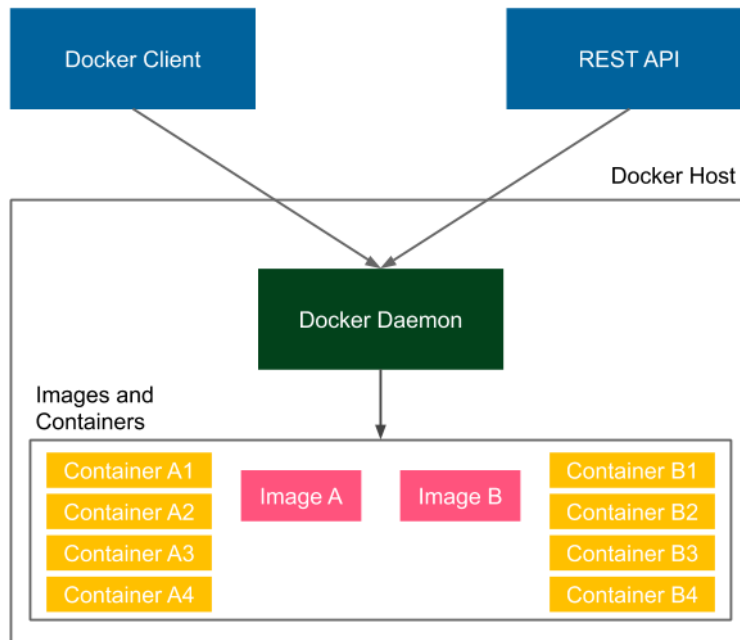 Docker Client
REST API
Docker Host
Docker Daemon
Images and
Containers
Container A1
Container A2
Container A3
Container A4
Image A
Image B
Container B1
Container B2
Container B3
Container B4